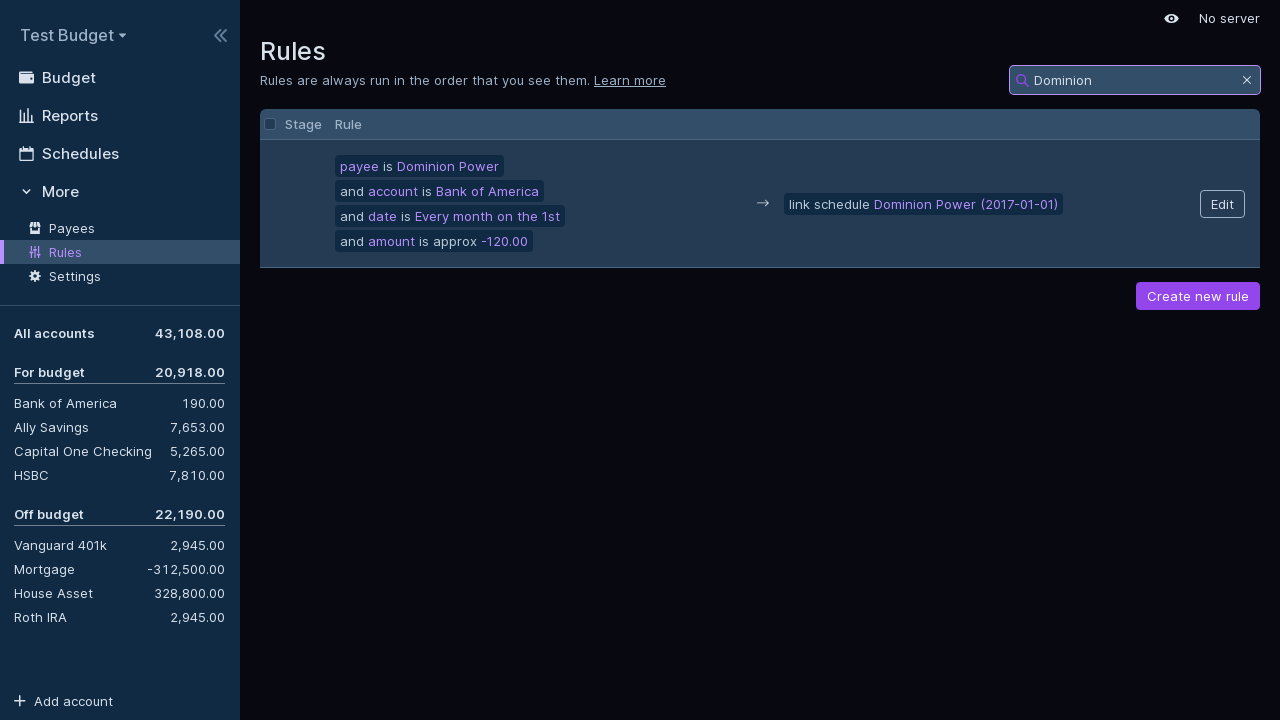 Test Budget
Budget
Reports
Schedules
More
Payees
Rules
Settings
All accounts 43,108.00
For budget 20,918.00
Bank of America 190.00
Ally Savings 7,653.00
Capital One Checking 5,265.00
HSBC 7,810.00
Off budget 22,190.00
Vanguard 401k 2,945.00
Mortgage -312,500.00
House Asset 328,800.00
Roth IRA 2,945.00
Add account
No server
Rules
Rules are always run in the order that you see them. Learn more
Dominion
Stage Rule
payee is Dominion Power
and account is Bank of America
and date is Every month on the 1st
and amount is approx -120.00
→ link schedule Dominion Power (2017-01-01)
Edit
Create new rule